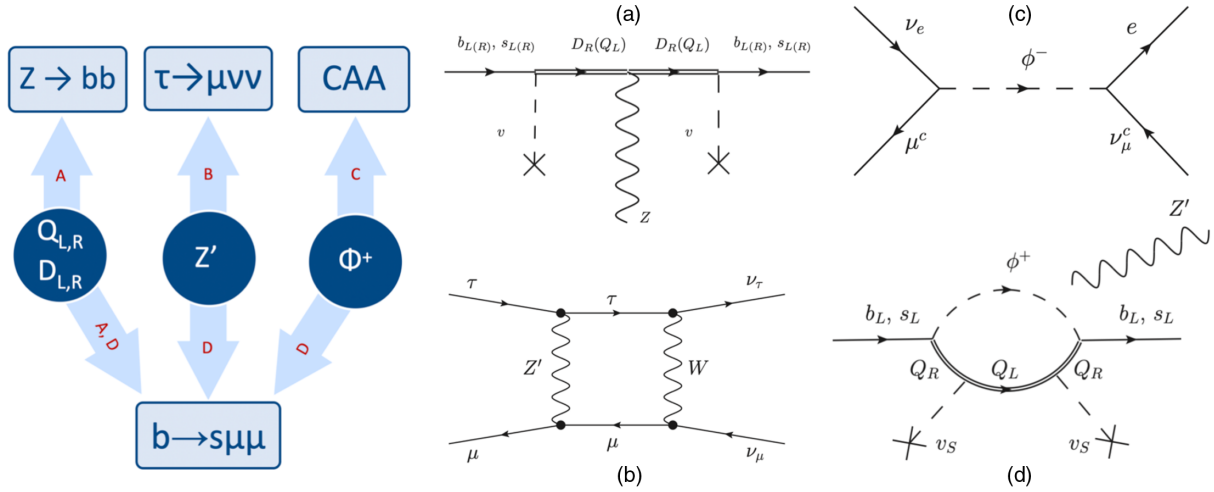 Z → bb
τ→μνν
CAA
A
B
C
Q_{L,R}
D_{L,R}
Z'
Φ⁺
A, D
D
D
b→sμμ
(a)
b_{L(R)}, s_{L(R)}
D_R(Q_L)
D_R(Q_L)
b_{L(R)}, s_{L(R)}
v
v
Z
τ
τ
ν_τ
Z'
W
μ
μ
ν_μ
(b)
(c)
ν_e
e
ϕ⁻
μ^c
ν_μ^c
Z'
ϕ⁺
b_L, s_L
b_L, s_L
Q_R
Q_L
Q_R
v_S
v_S
(d)